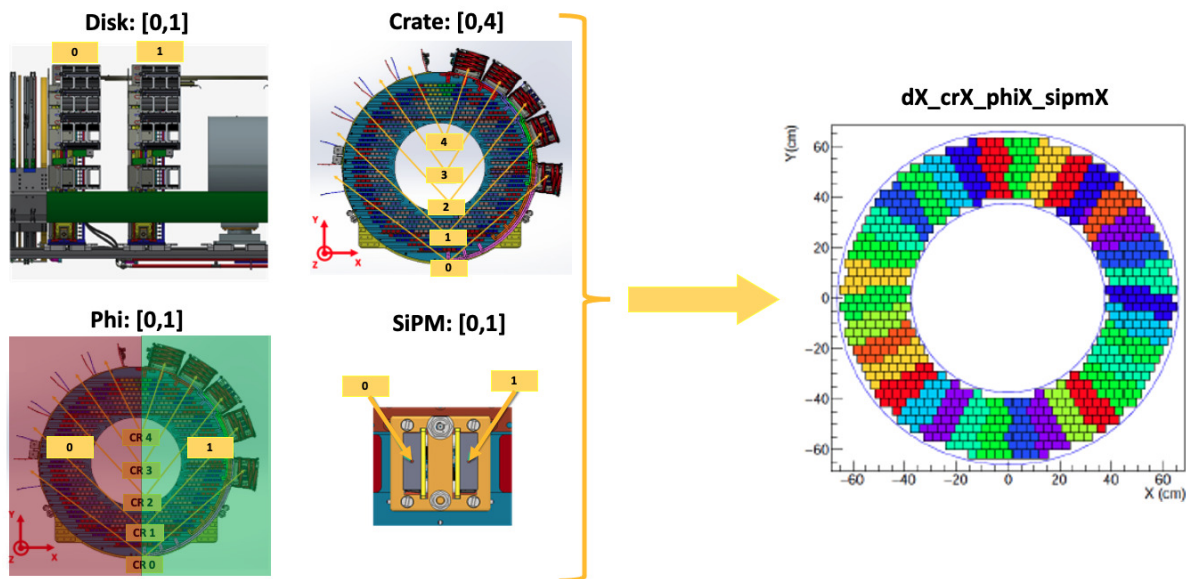 Disk: [0,1]
0
1
Crate: [0,4]
4
3
2
1
0
Y
Z
X
Phi: [0,1]
0
1
CR 4
CR 3
CR 2
CR 1
CR 0
Y
Z
X
SiPM: [0,1]
0
1
dX_crX_phiX_sipmX
Y(cm)
60
40
20
0
−20
−40
−60
−60
−40
−20
0
20
40
60
X (cm)